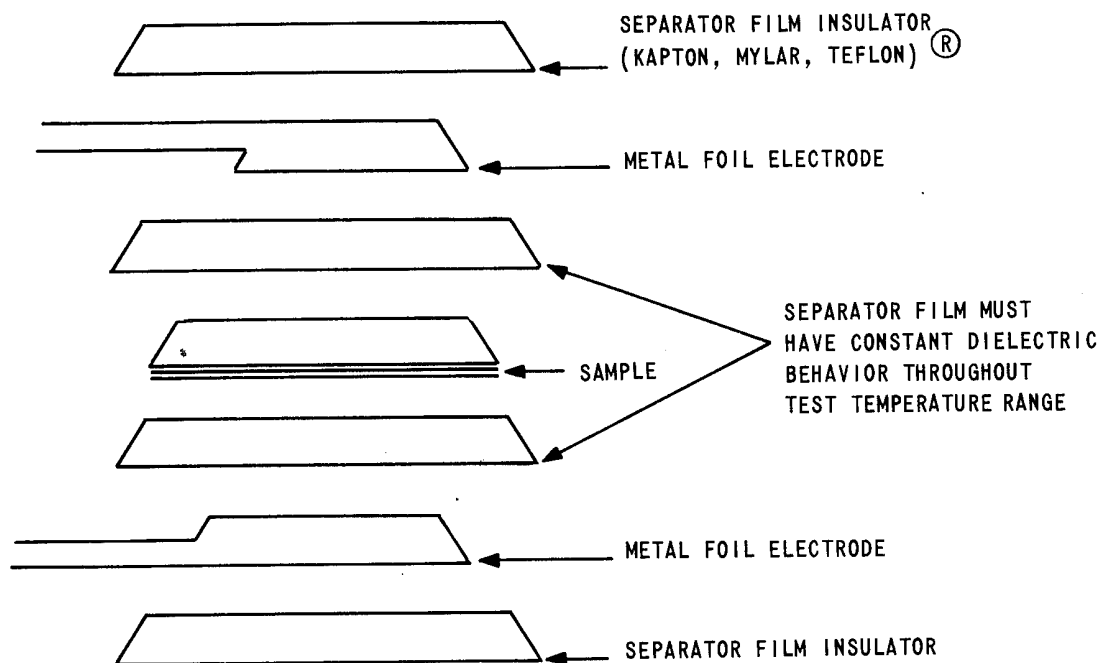 SEPARATOR FILM INSULATOR
(KAPTON, MYLAR, TEFLON) ®
METAL FOIL ELECTRODE
SEPARATOR FILM MUST
HAVE CONSTANT DIELECTRIC
BEHAVIOR THROUGHOUT
TEST TEMPERATURE RANGE
SAMPLE
METAL FOIL ELECTRODE
SEPARATOR FILM INSULATOR